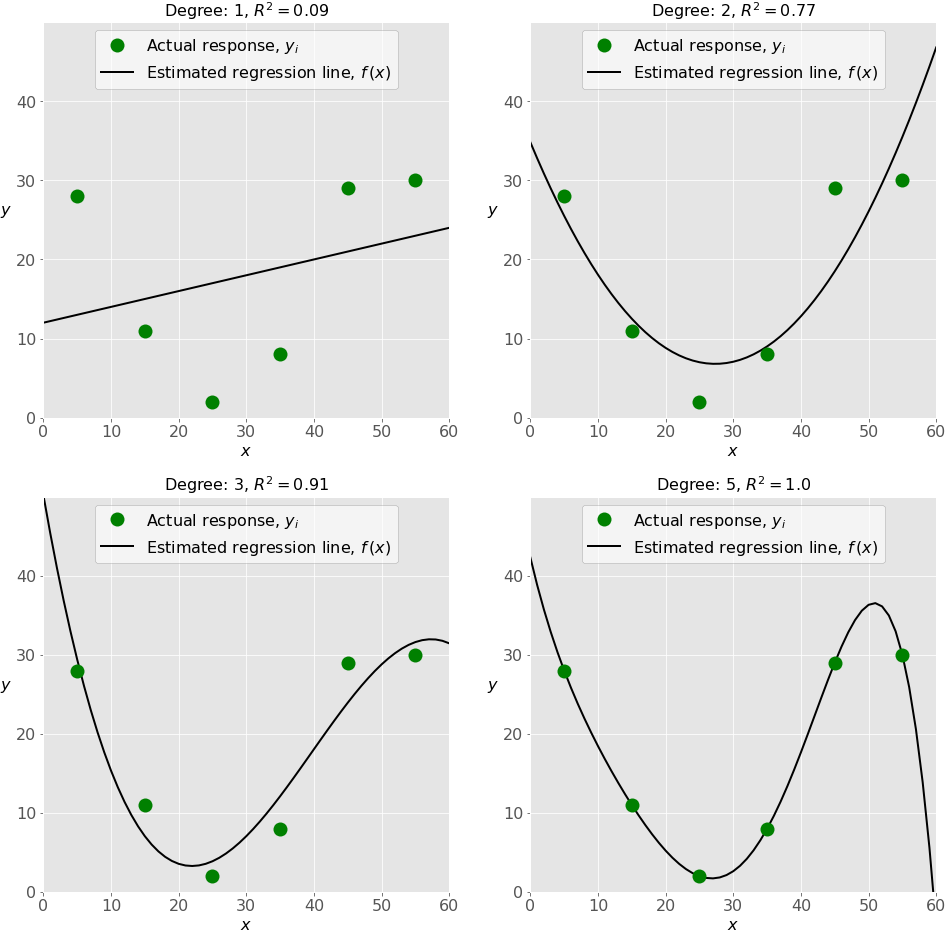 Degree: 1, R² = 0.09
Actual response, yᵢ
Estimated regression line, f(x)
40
30
y
20
10
0
0 10 20 30 40 50 60
x
Degree: 2, R² = 0.77
Actual response, yᵢ
Estimated regression line, f(x)
40
30
y
20
10
0
0 10 20 30 40 50 60
x
Degree: 3, R² = 0.91
Actual response, yᵢ
Estimated regression line, f(x)
40
30
y
20
10
0
0 10 20 30 40 50 60
x
Degree: 5, R² = 1.0
Actual response, yᵢ
Estimated regression line, f(x)
40
30
y
20
10
0
0 10 20 30 40 50 60
x